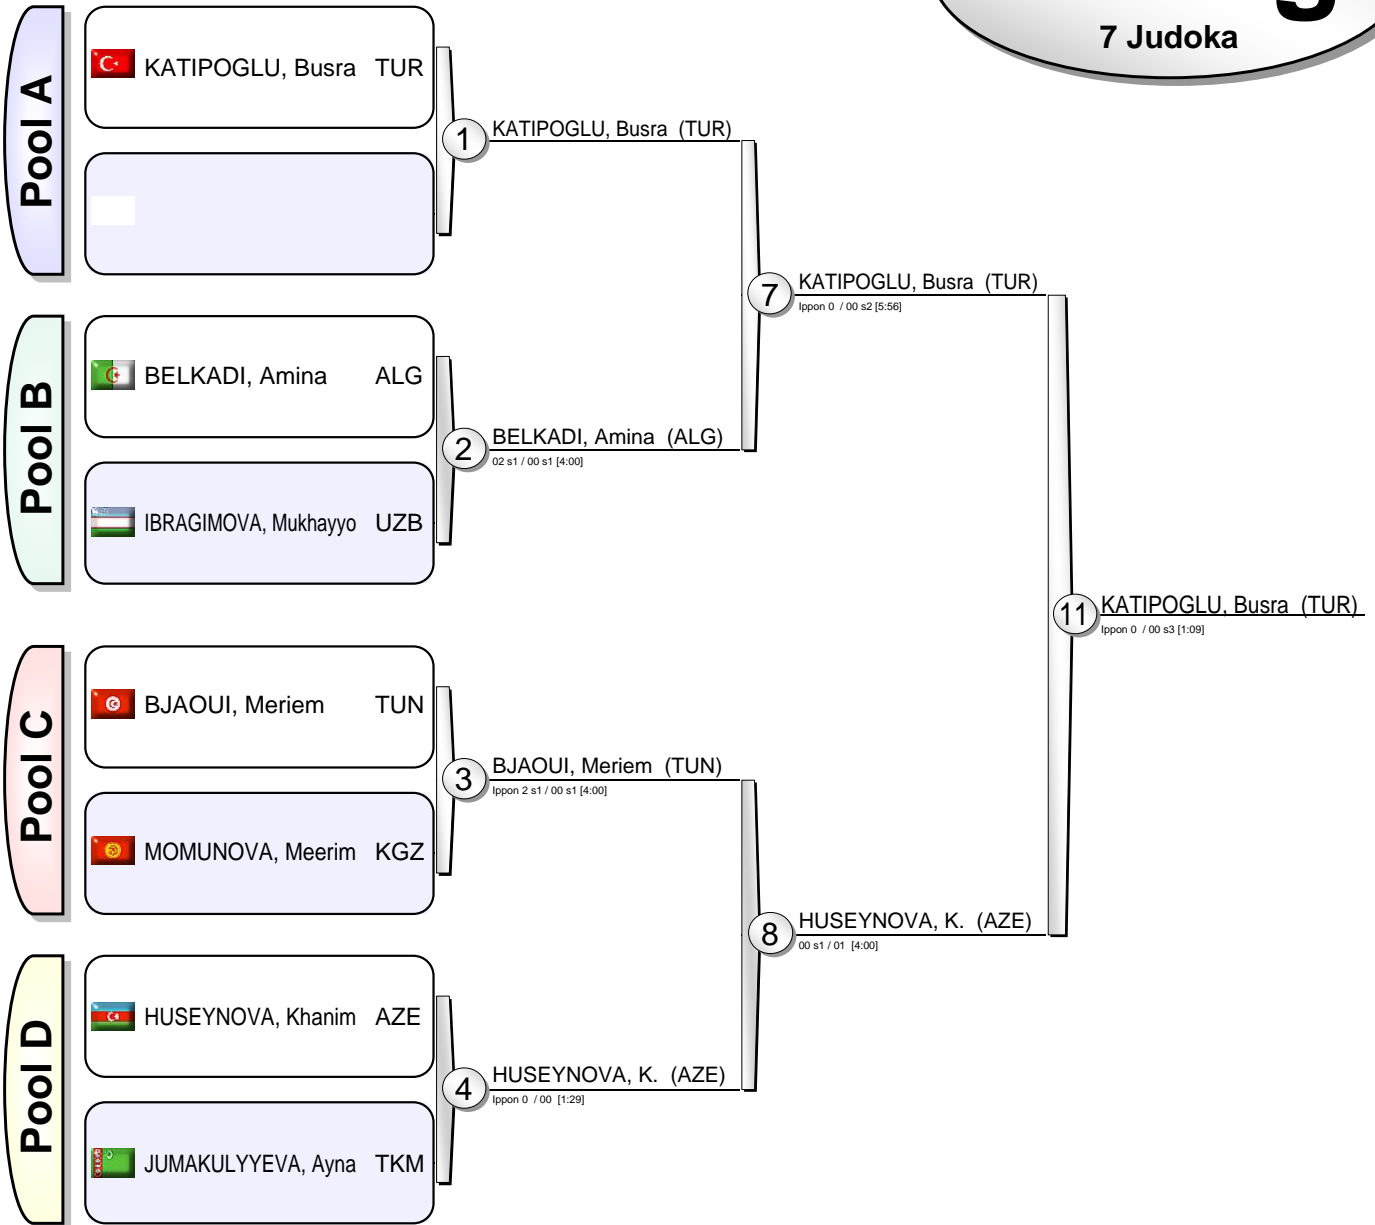 7 Judoka
Pool A
KATIPOGLU, Busra TUR
1
KATIPOGLU, Busra (TUR)
7
KATIPOGLU, Busra (TUR)
Ippon 0 / 00 s2 [5:56]
Pool B
BELKADI, Amina ALG
2
BELKADI, Amina (ALG)
02 s1 / 00 s1 [4:00]
IBRAGIMOVA, Mukhayyo UZB
11
KATIPOGLU, Busra (TUR)
Ippon 0 / 00 s3 [1:09]
Pool C
BJAOUI, Meriem TUN
3
BJAOUI, Meriem (TUN)
Ippon 2 s1 / 00 s1 [4:00]
MOMUNOVA, Meerim KGZ
8
HUSEYNOVA, K. (AZE)
00 s1 / 01 [4:00]
Pool D
HUSEYNOVA, Khanim AZE
4
HUSEYNOVA, K. (AZE)
Ippon 0 / 00 [1:29]
JUMAKULYYEVA, Ayna TKM